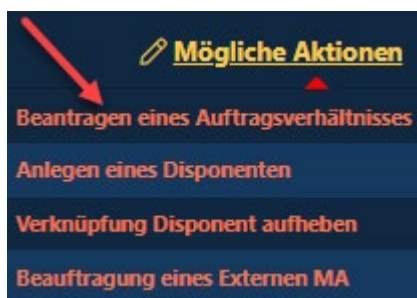 Mögliche Aktionen
Beantragen eines Auftragsverhältnisses
Anlegen eines Disponenten
Verknüpfung Disponent aufheben
Beauftragung eines Externen MA